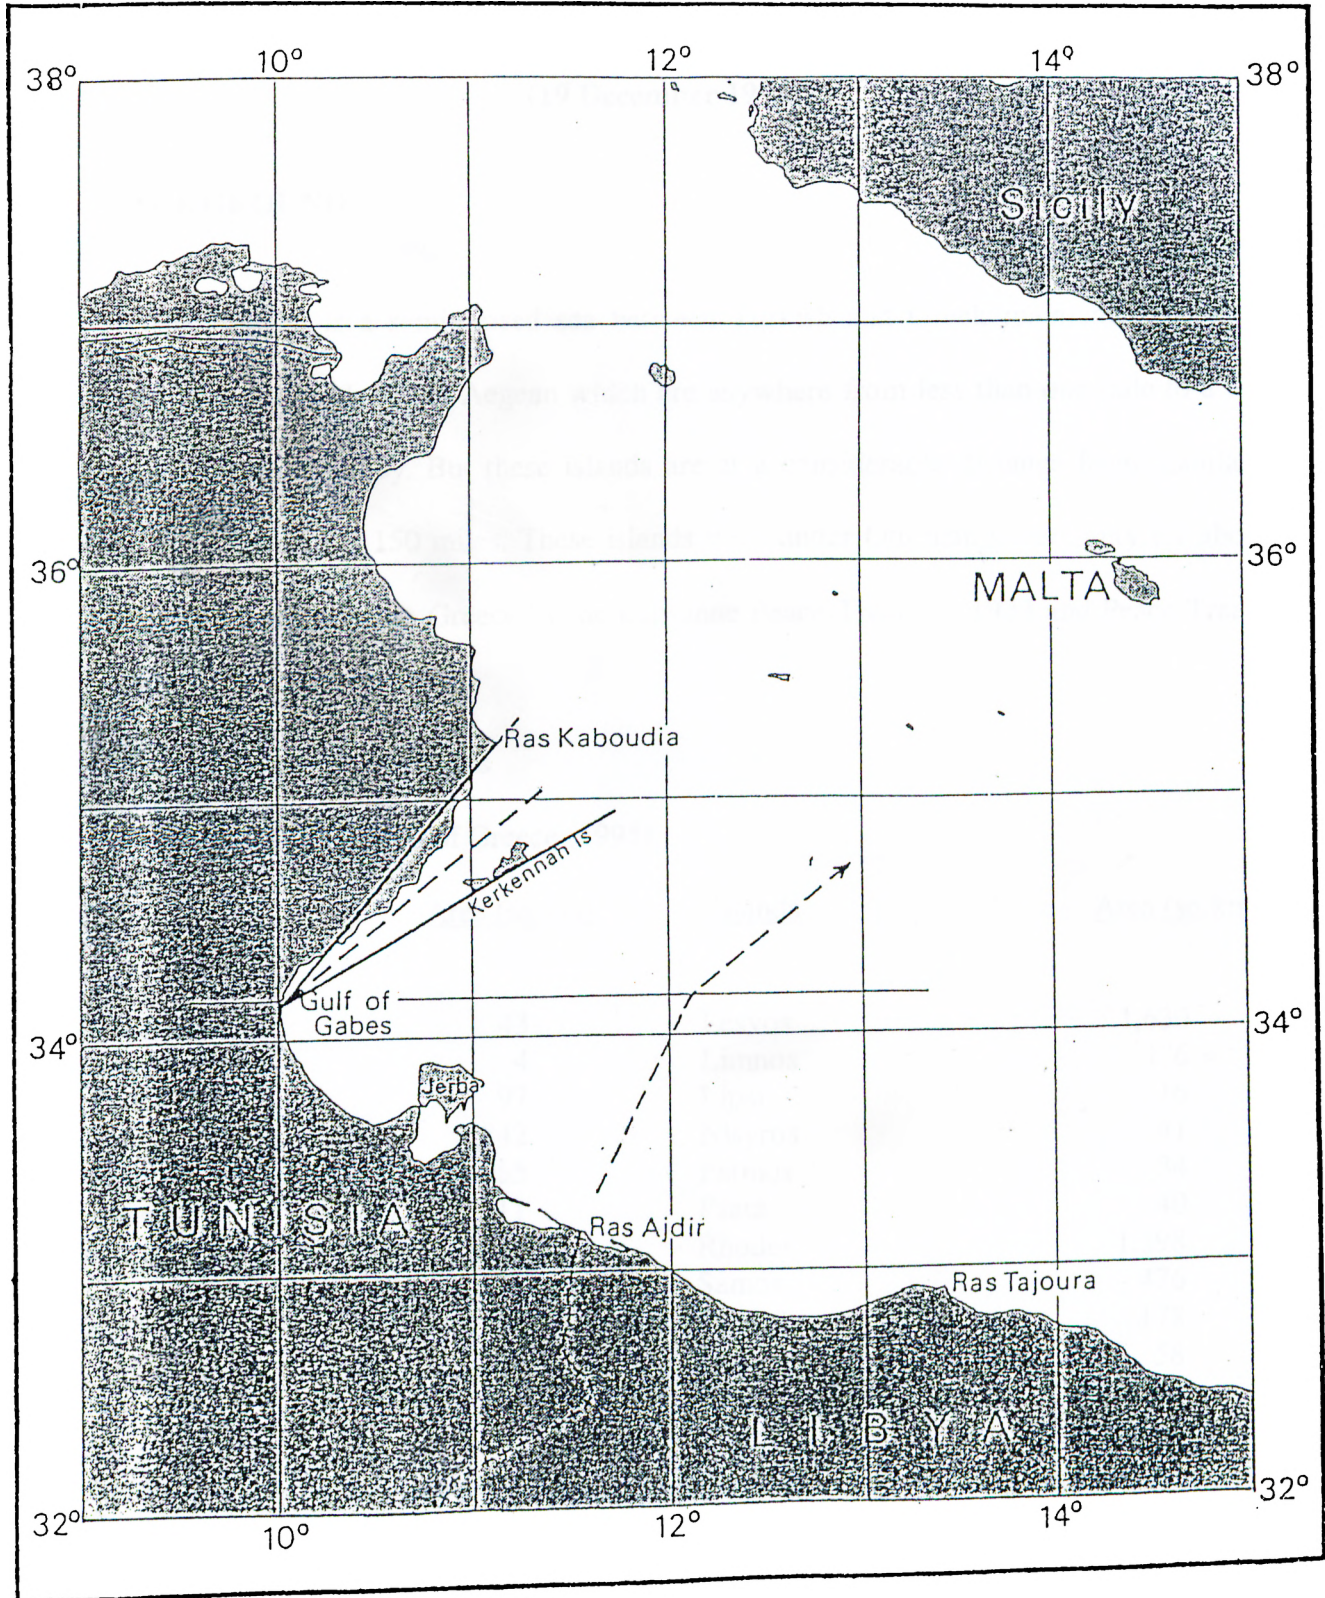 10° 12° 14°
38° 38°
Sicily
36° 36°
MALTA
Ras Kaboudia
Kerkennah Is
Gulf of
Gabes
34° 34°
Jerba
TUNISIA
Ras Ajdir
Ras Tajoura
LIBYA
32° 32°
10° 12° 14°